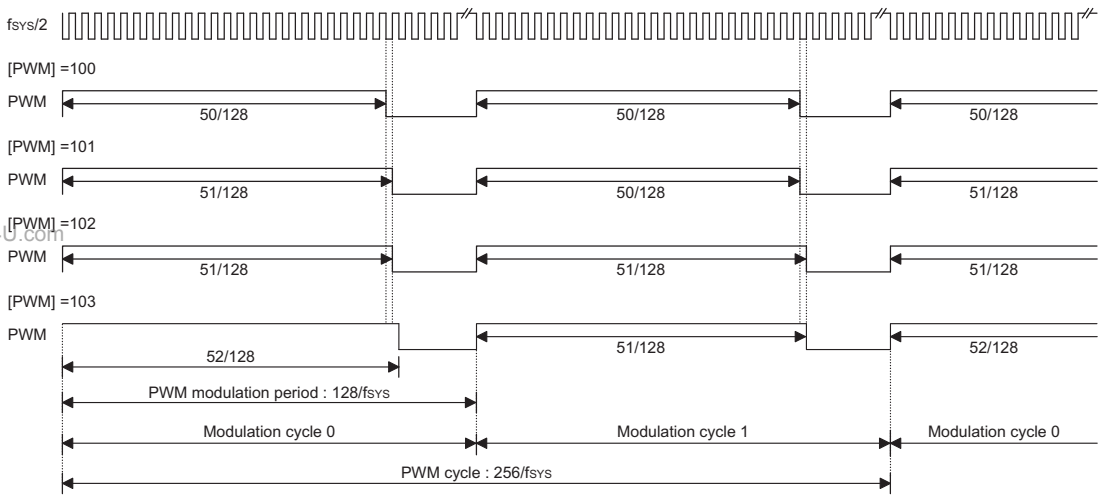 fSYS/2
[PWM] =100
PWM
50/128 50/128 50/128
[PWM] =101
PWM
51/128 50/128 51/128
[PWM] =102
U.com
PWM
51/128 51/128 51/128
[PWM] =103
PWM
52/128 51/128 52/128
PWM modulation period : 128/fSYS
Modulation cycle 0 Modulation cycle 1 Modulation cycle 0
PWM cycle : 256/fSYS